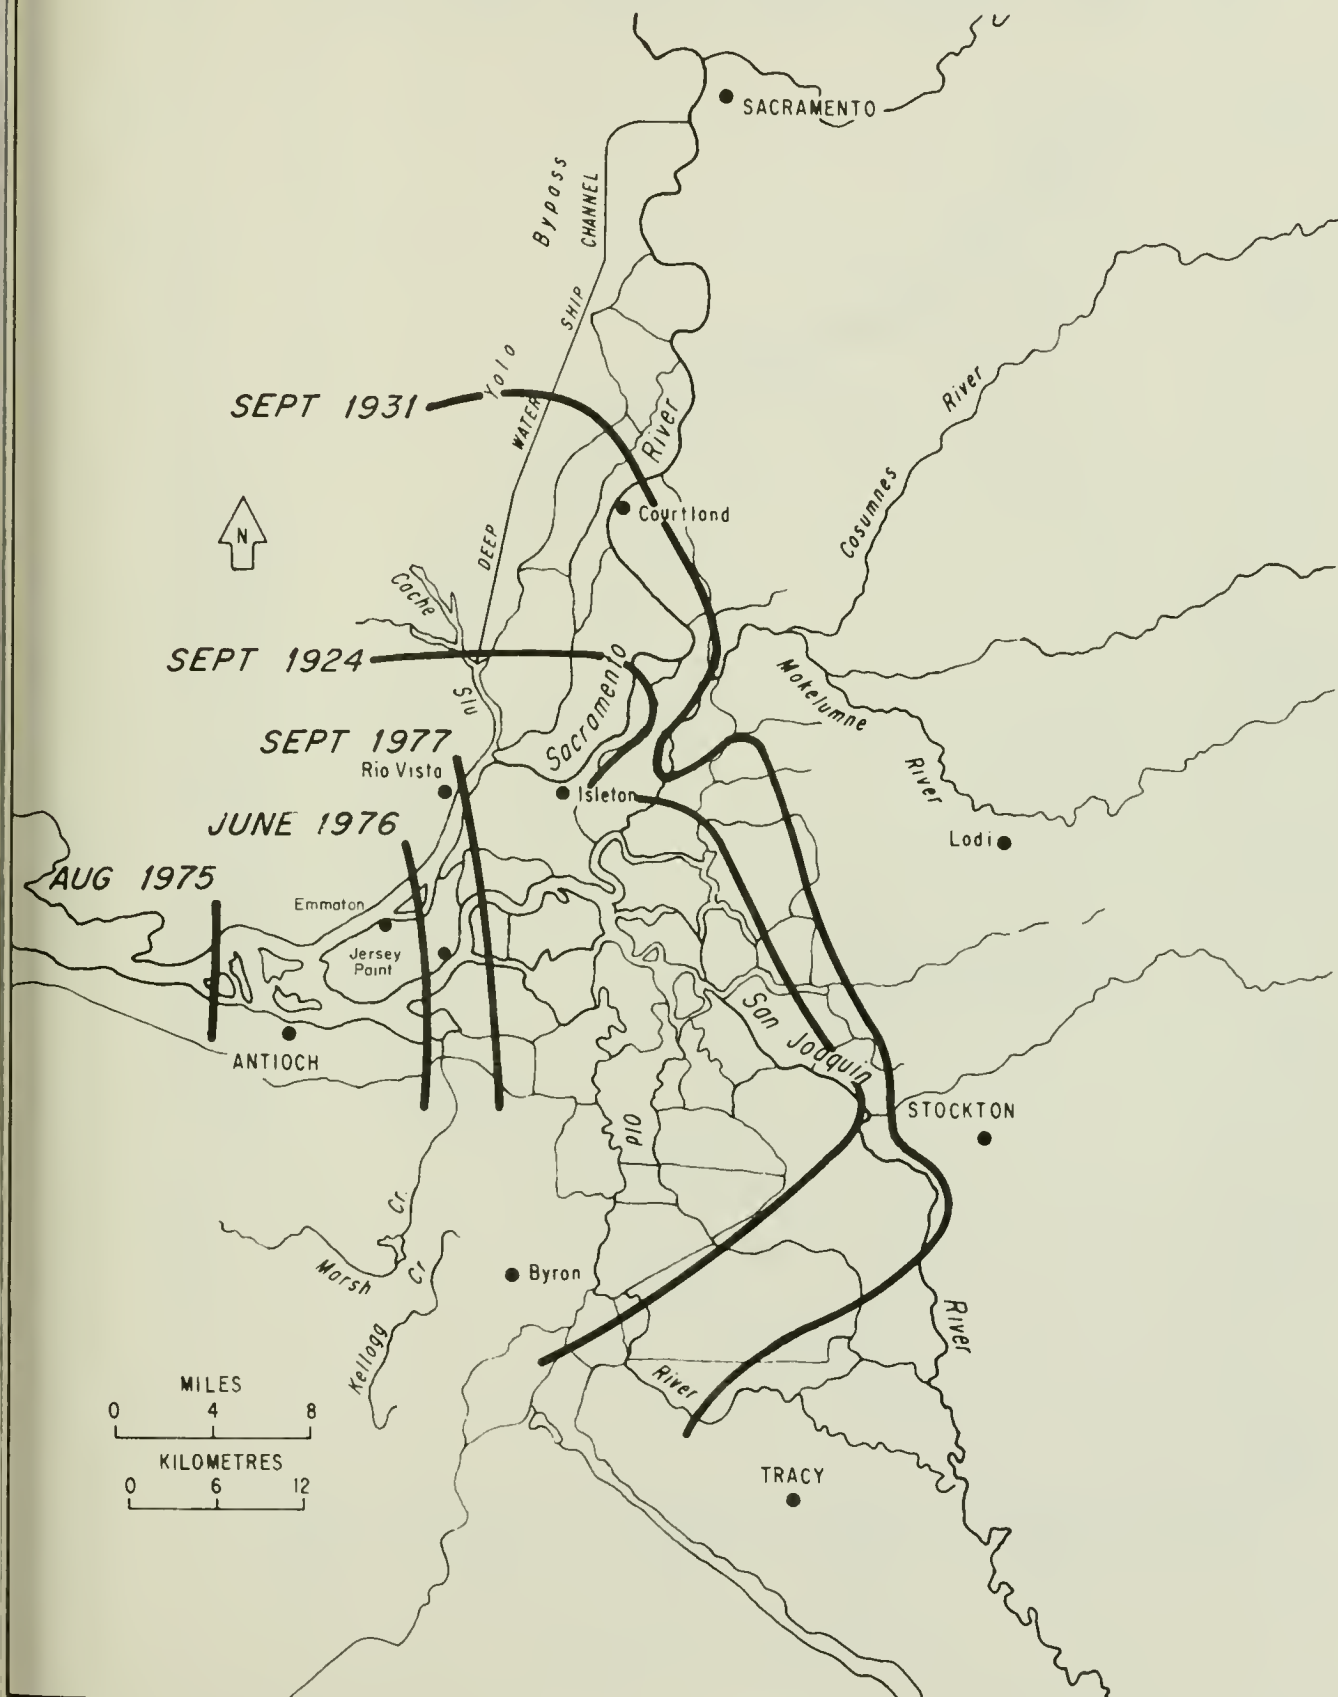 SACRAMENTO
Bypass
CHANNEL
SHIP
Yolo
SEPT 1931
WATER
River
River
Courtland
Cosumnes
N
DEEP
Cache
SEPT 1924
Slu
Sacramento
Mokelumne
River
SEPT 1977
Rio Vista
Isleton
JUNE 1976
Lodi
AUG 1975
Emmaton
Jersey
Point
San Joaquin
ANTIOCH
STOCKTON
Old
Cr.
Marsh
Cr
Byron
Kellogg
River
River
MILES
0 4 8
KILOMETRES
0 6 12
TRACY